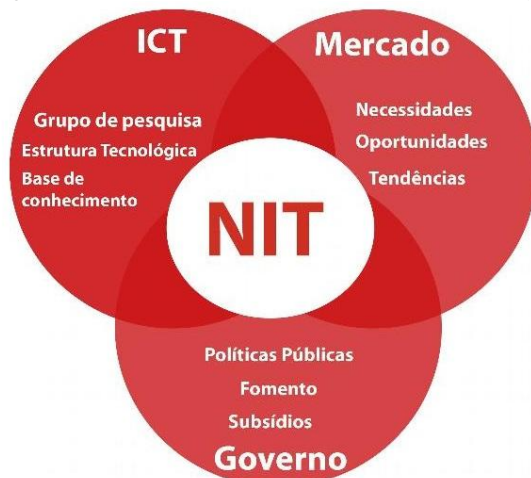 ICT
Grupo de pesquisa
Estrutura Tecnológica
Base de
conhecimento
Mercado
Necessidades
Oportunidades
Tendências
NIT
Políticas Públicas
Fomento
Subsídios
Governo